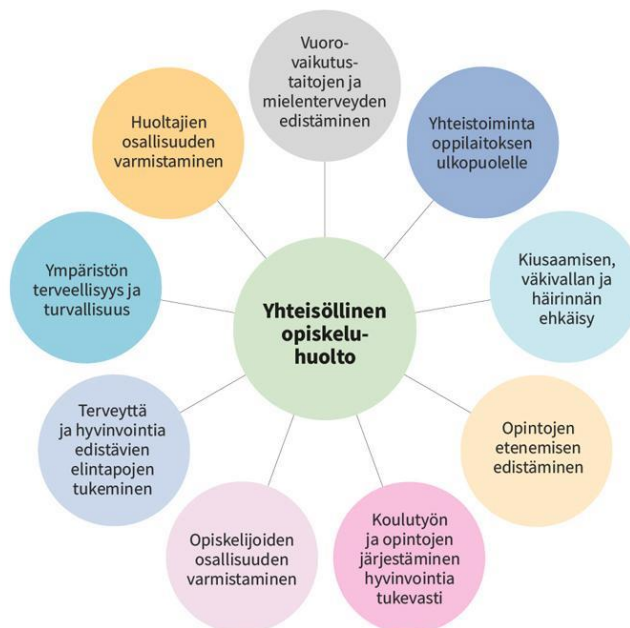 Vuoro-
vaikutus-
taitojen ja
mielenterveyden
edistäminen
Yhteistoiminta
oppilaitoksen
ulkopuolelle
Kiusaamisen,
väkivallan ja
häirinnän
ehkäisy
Opintojen
etenemisen
edistäminen
Koulutyön
ja opintojen
järjestäminen
hyvinvointia
tukevasti
Opiskelijoiden
osallisuuden
varmistaminen
Terveyttä
ja hyvinvointia
edistävien
elintapojen
tukeminen
Ympäristön
terveellisyys ja
turvallisuus
Huoltajien
osallisuuden
varmistaminen
Yhteisöllinen
opiskelu-
huolto